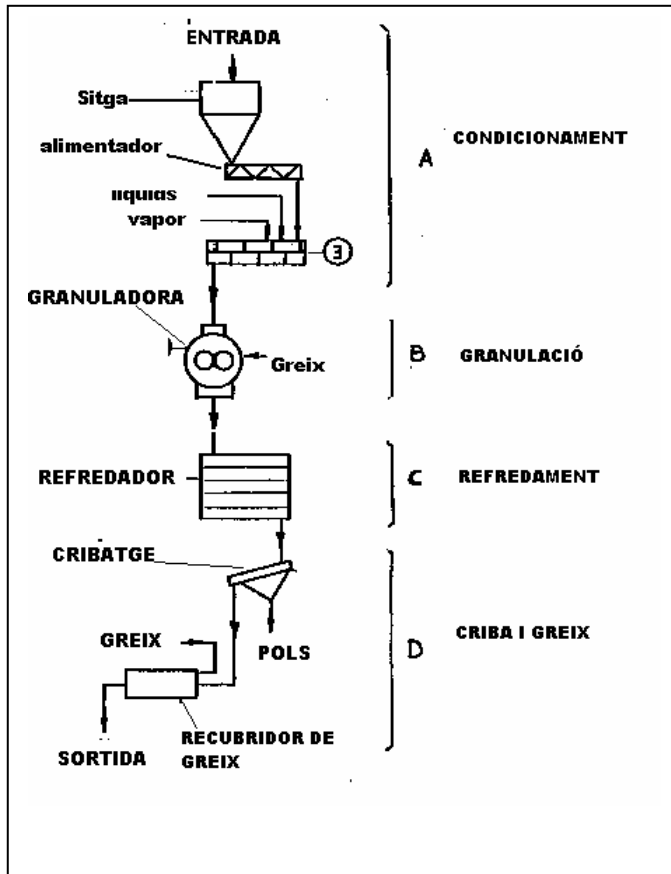 ENTRADA
Sitga
alimentador
vapor
3
A
CONDICIONAMENT
GRANULADORA
Greix
B
GRANULACIÓ
REFREDADOR
C
REFREDAMENT
CRIBATGE
GREIX
POLS
D
CRIBA I GREIX
RECUBRIDOR DE
GREIX
SORTIDA